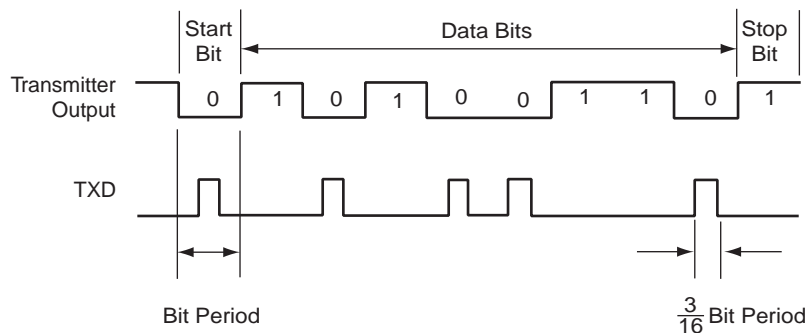 Start
Bit
Data Bits
Stop
Bit
Transmitter
Output
0 1 0 1 0 0 1 1 0 1
TXD
Bit Period
3
16 Bit Period